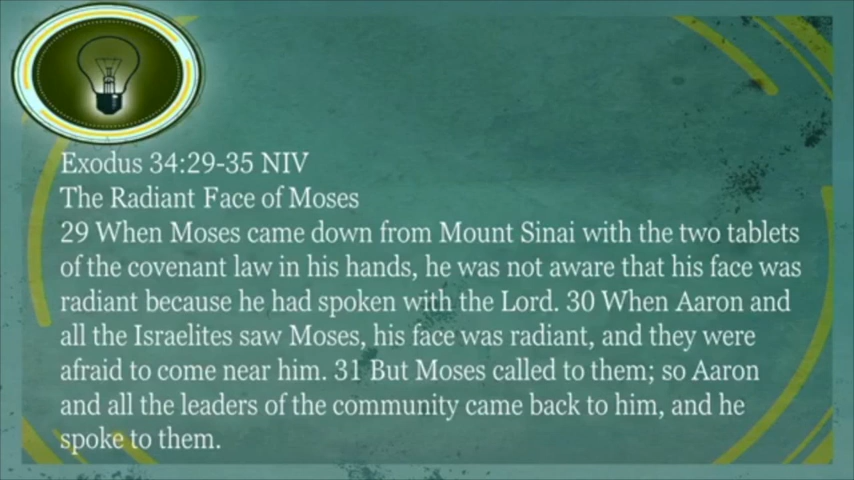 Exodus 34:29-35 NIV
The Radiant Face of Moses
29 When Moses came down from Mount Sinai with the two tablets
of the covenant law in his hands, he was not aware that his face was
radiant because he had spoken with the Lord. 30 When Aaron and
all the Israelites saw Moses, his face was radiant, and they were
afraid to come near him. 31 But Moses called to them; so Aaron
and all the leaders of the community came back to him, and he
spoke to them.